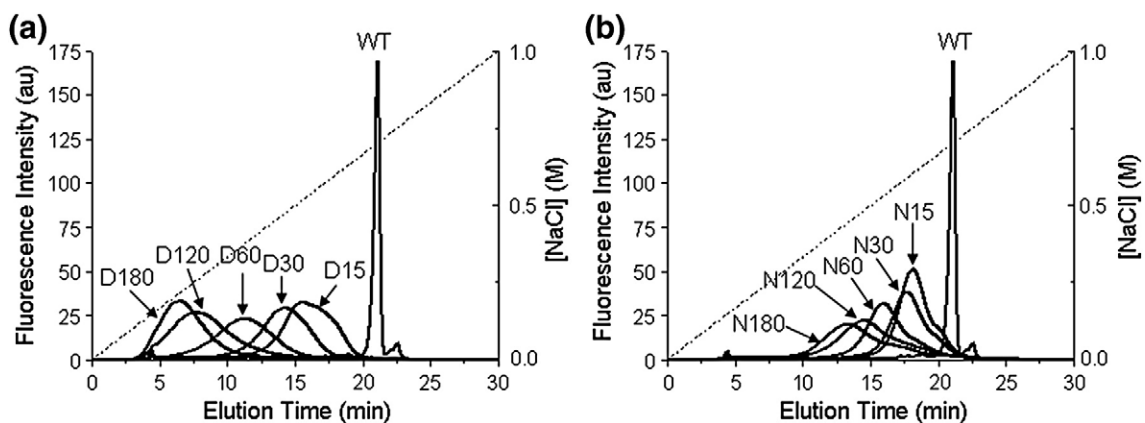 (a)
WT
Fluorescence Intensity (au)
175
150
125
100
75
50
25
0
D180
D120
D60
D30
D15
1.0
0.5
0.0
[NaCl] (M)
0
5
10
15
20
25
30
Elution Time (min)
(b)
WT
Fluorescence Intensity (au)
175
150
125
100
75
50
25
0
N180
N120
N60
N30
N15
1.0
0.5
0.0
[NaCl] (M)
0
5
10
15
20
25
30
Elution Time (min)